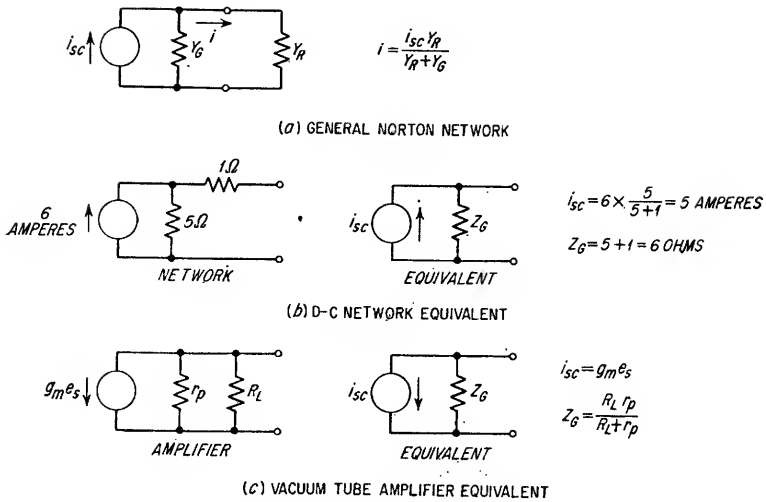 i_sc Y_G i Y_R i = i_sc Y_R / (Y_R + Y_G)
(a) GENERAL NORTON NETWORK
6 AMPERES 5Ω 1Ω
NETWORK
i_sc Z_G
EQUIVALENT
i_sc = 6 × 5/(5+1) = 5 AMPERES
Z_G = 5 + 1 = 6 OHMS
(b) D-C NETWORK EQUIVALENT
g_m e_s r_p R_L
AMPLIFIER
i_sc Z_G
EQUIVALENT
i_sc = g_m e_s
Z_G = R_L r_p / (R_L + r_p)
(c) VACUUM TUBE AMPLIFIER EQUIVALENT